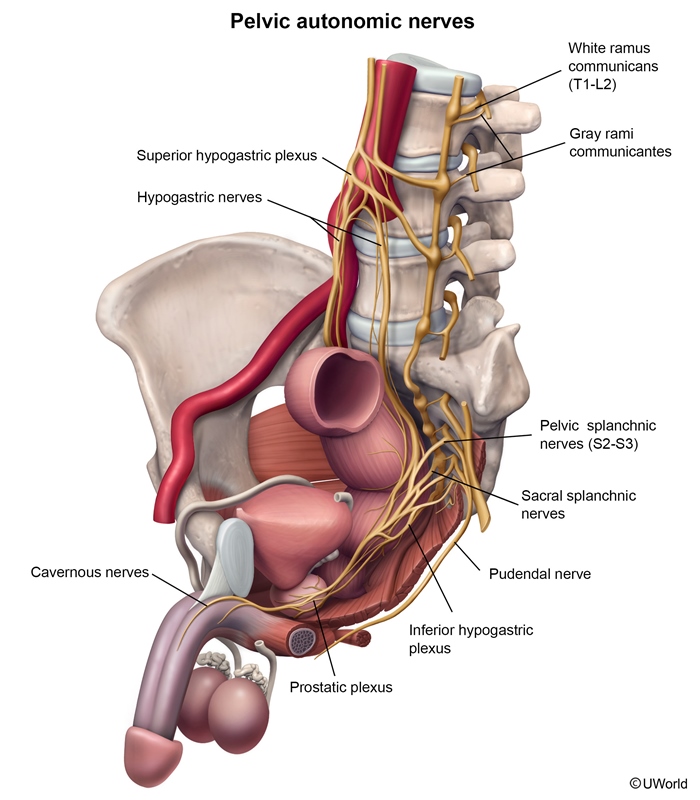 Pelvic autonomic nerves
White ramus
communicans
(T1-L2)
Gray rami
communicantes
Superior hypogastric plexus
Hypogastric nerves
Pelvic splanchnic
nerves (S2-S3)
Sacral splanchnic
nerves
Pudendal nerve
Cavernous nerves
Inferior hypogastric
plexus
Prostatic plexus
©UWorld